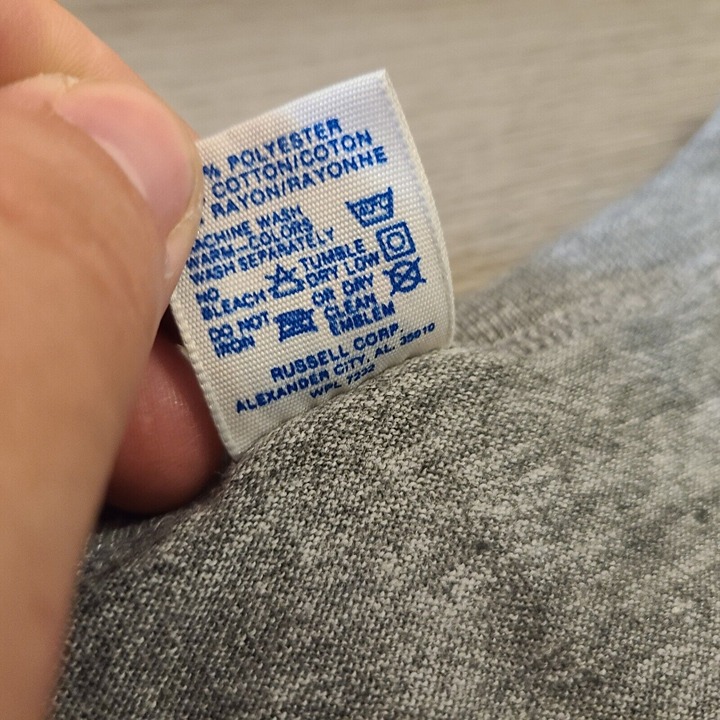 % POLYESTER
COTTON/COTON
RAYON/RAYONNE
MACHINE WASH
WARM-COLORS
WASH SEPARATELY
NO BLEACH
TUMBLE DRY LOW
DO NOT IRON
OR DRY CLEAN EMBLEM
RUSSELL CORP.
ALEXANDER CITY, AL. 35010
WPL 7222